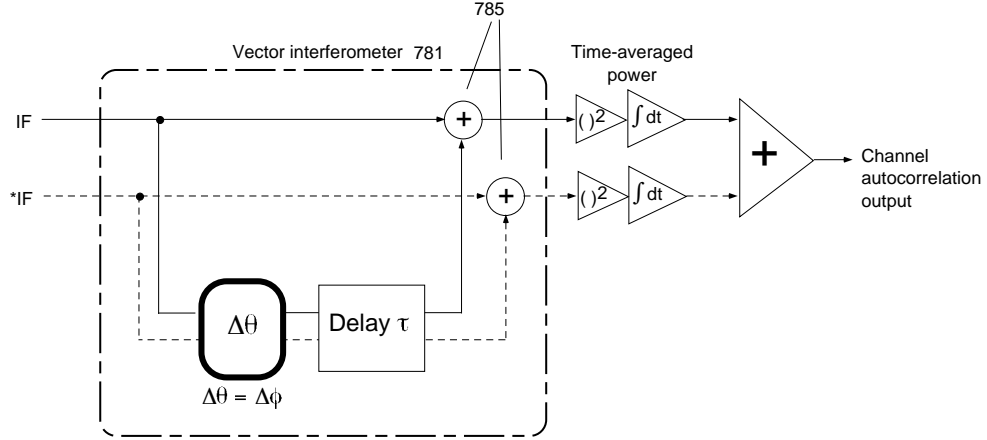 785
Vector interferometer 781
Time-averaged
power
IF
+
( )²
∫ dt
+
Channel
autocorrelation
output
*IF
+
( )²
∫ dt
Δθ
Delay τ
Δθ = Δϕ